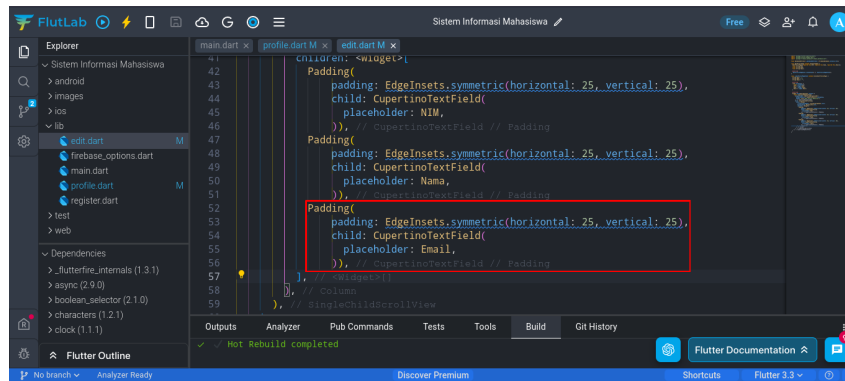 FlutLab
Sistem Informasi Mahasiswa
Free
A
Explorer
main.dart × profile.dart M × edit.dart M ×
Sistem Informasi Mahasiswa
android
images
ios
lib
edit.dart M
firebase_options.dart
main.dart
profile.dart M
register.dart
test
web
Dependencies
_flutterfire_internals (1.3.1)
async (2.9.0)
boolean_selector (2.1.0)
characters (1.2.1)
clock (1.1.1)
Flutter Outline
2
41 children: <Widget>[
42 Padding(
43 padding: EdgeInsets.symmetric(horizontal: 25, vertical: 25),
44 child: CupertinoTextField(
45 placeholder: NIM,
46 )), // CupertinoTextField // Padding
47 Padding(
48 padding: EdgeInsets.symmetric(horizontal: 25, vertical: 25),
49 child: CupertinoTextField(
50 placeholder: Nama,
51 )), // CupertinoTextField // Padding
52 Padding(
53 padding: EdgeInsets.symmetric(horizontal: 25, vertical: 25),
54 child: CupertinoTextField(
55 placeholder: Email,
56 )), // CupertinoTextField // Padding
57 ], // <Widget>[]
58 ), // Column
59 ), // SingleChildScrollView
Outputs Analyzer Pub Commands Tests Tools Build Git History
✓ ✓ Hot Rebuild completed
Flutter Documentation
No branch Analyzer Ready Discover Premium Shortcuts Flutter 3.3